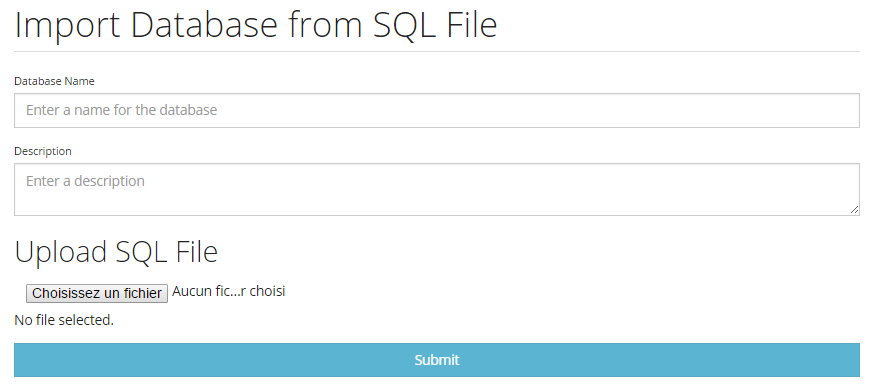 Import Database from SQL File
Database Name
Enter a name for the database
Description
Enter a description
Upload SQL File
Choisissez un fichier Aucun fic...r choisi
No file selected.
Submit